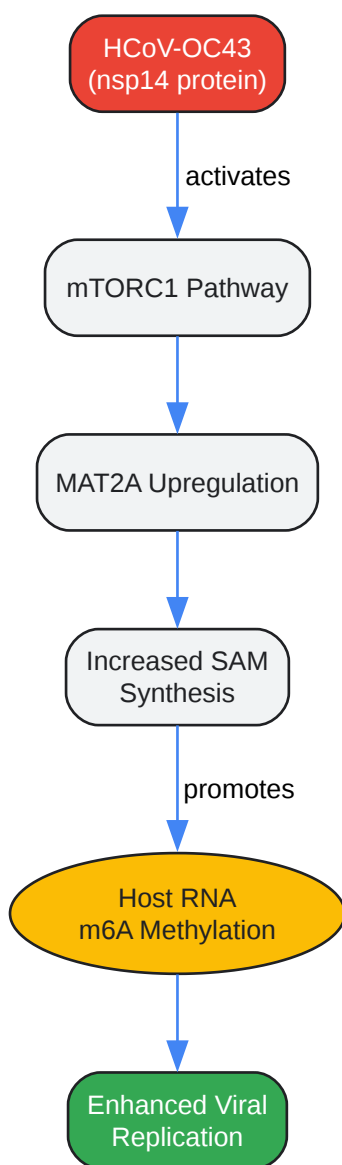 HCoV-OC43
(nsp14 protein)
activates
mTORC1 Pathway
MAT2A Upregulation
Increased SAM
Synthesis
promotes
Host RNA
m6A Methylation
Enhanced Viral
Replication